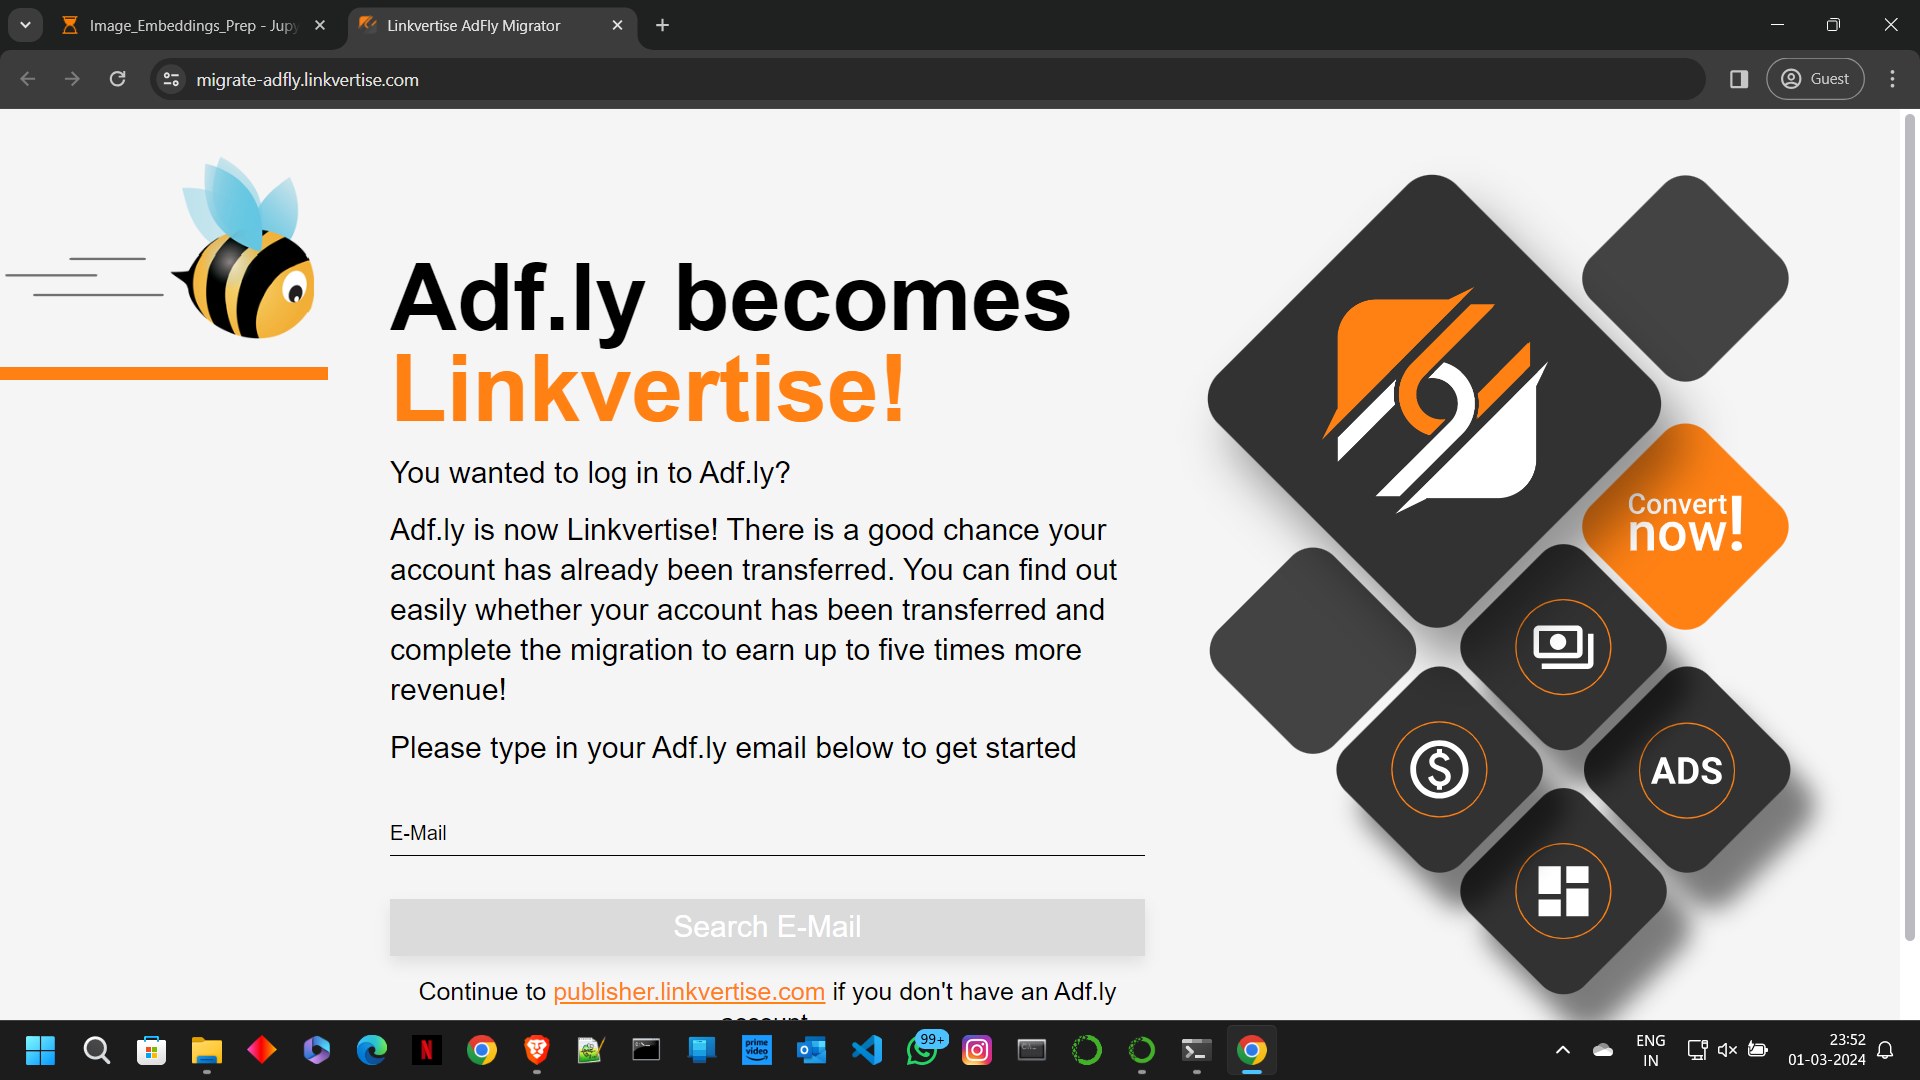 Image_Embeddings_Prep - Jupy
Linkvertise AdFly Migrator
migrate-adfly.linkvertise.com
Guest
Adf.ly becomes
Linkvertise!
You wanted to log in to Adf.ly?
Adf.ly is now Linkvertise! There is a good chance your
account has already been transferred. You can find out
easily whether your account has been transferred and
complete the migration to earn up to five times more
revenue!
Please type in your Adf.ly email below to get started
E-Mail
Search E-Mail
Continue to publisher.linkvertise.com if you don't have an Adf.ly
account
Convert
now!
ADS
prime
video
99+
ENG
IN
23:52
01-03-2024